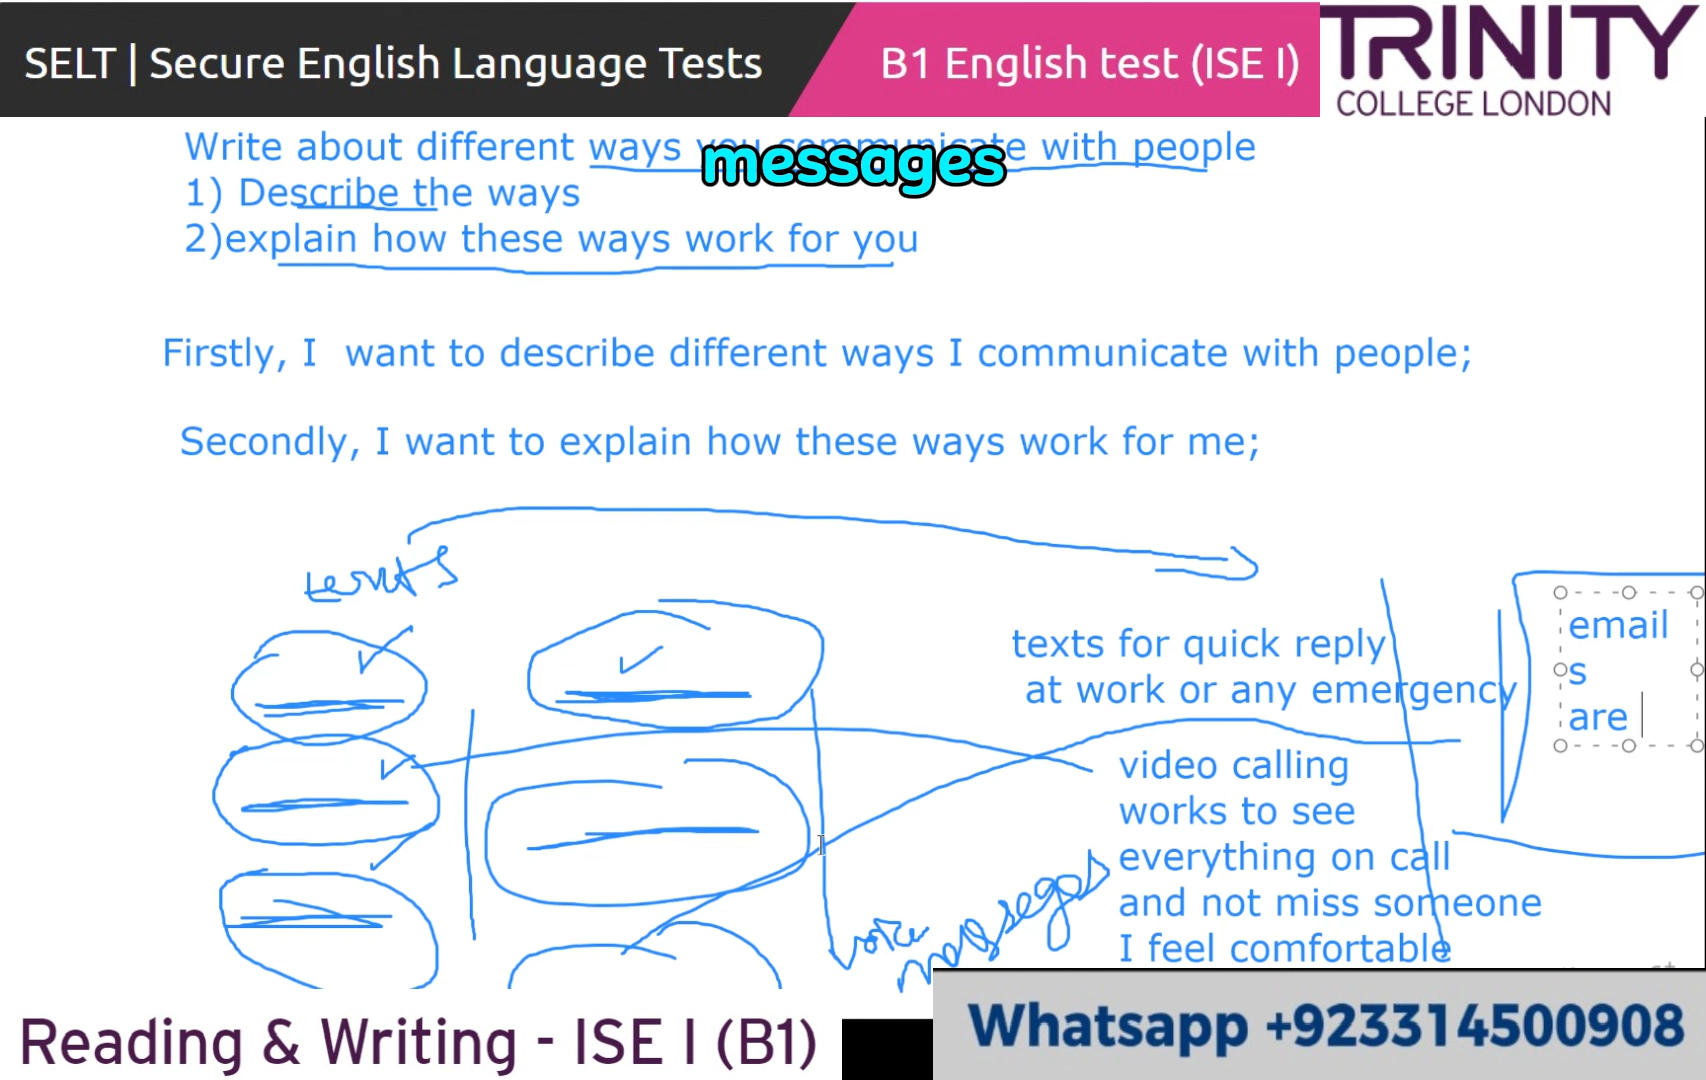 SELT | Secure English Language Tests
B1 English test (ISE I)
TRINITY
COLLEGE LONDON
Write about different ways you communicate with people
messages
1) Describe the ways
2)explain how these ways work for you
Firstly, I want to describe different ways I communicate with people;
Secondly, I want to explain how these ways work for me;
texts for quick reply
at work or any emergency
email
s
are
video calling
works to see
everything on call
and not miss someone
I feel comfortable
voice
Reading & Writing - ISE I (B1)
Whatsapp +923314500908